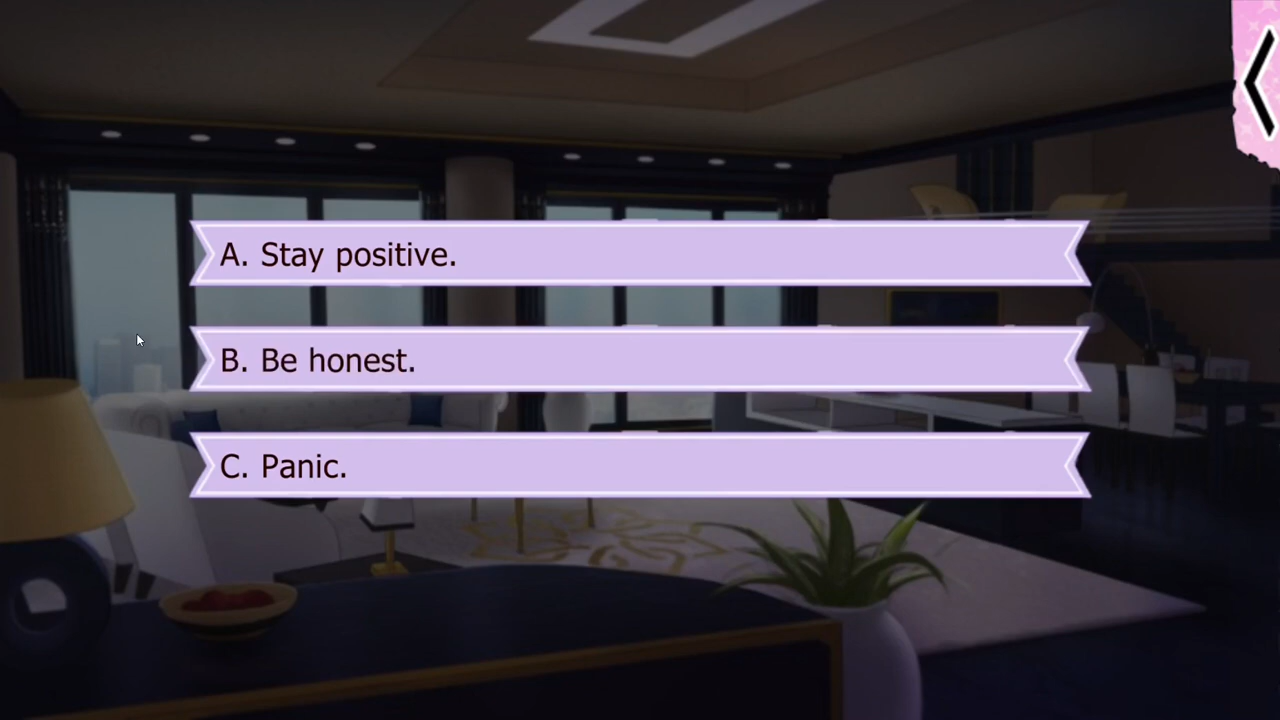 A. Stay positive.
B. Be honest.
C. Panic.